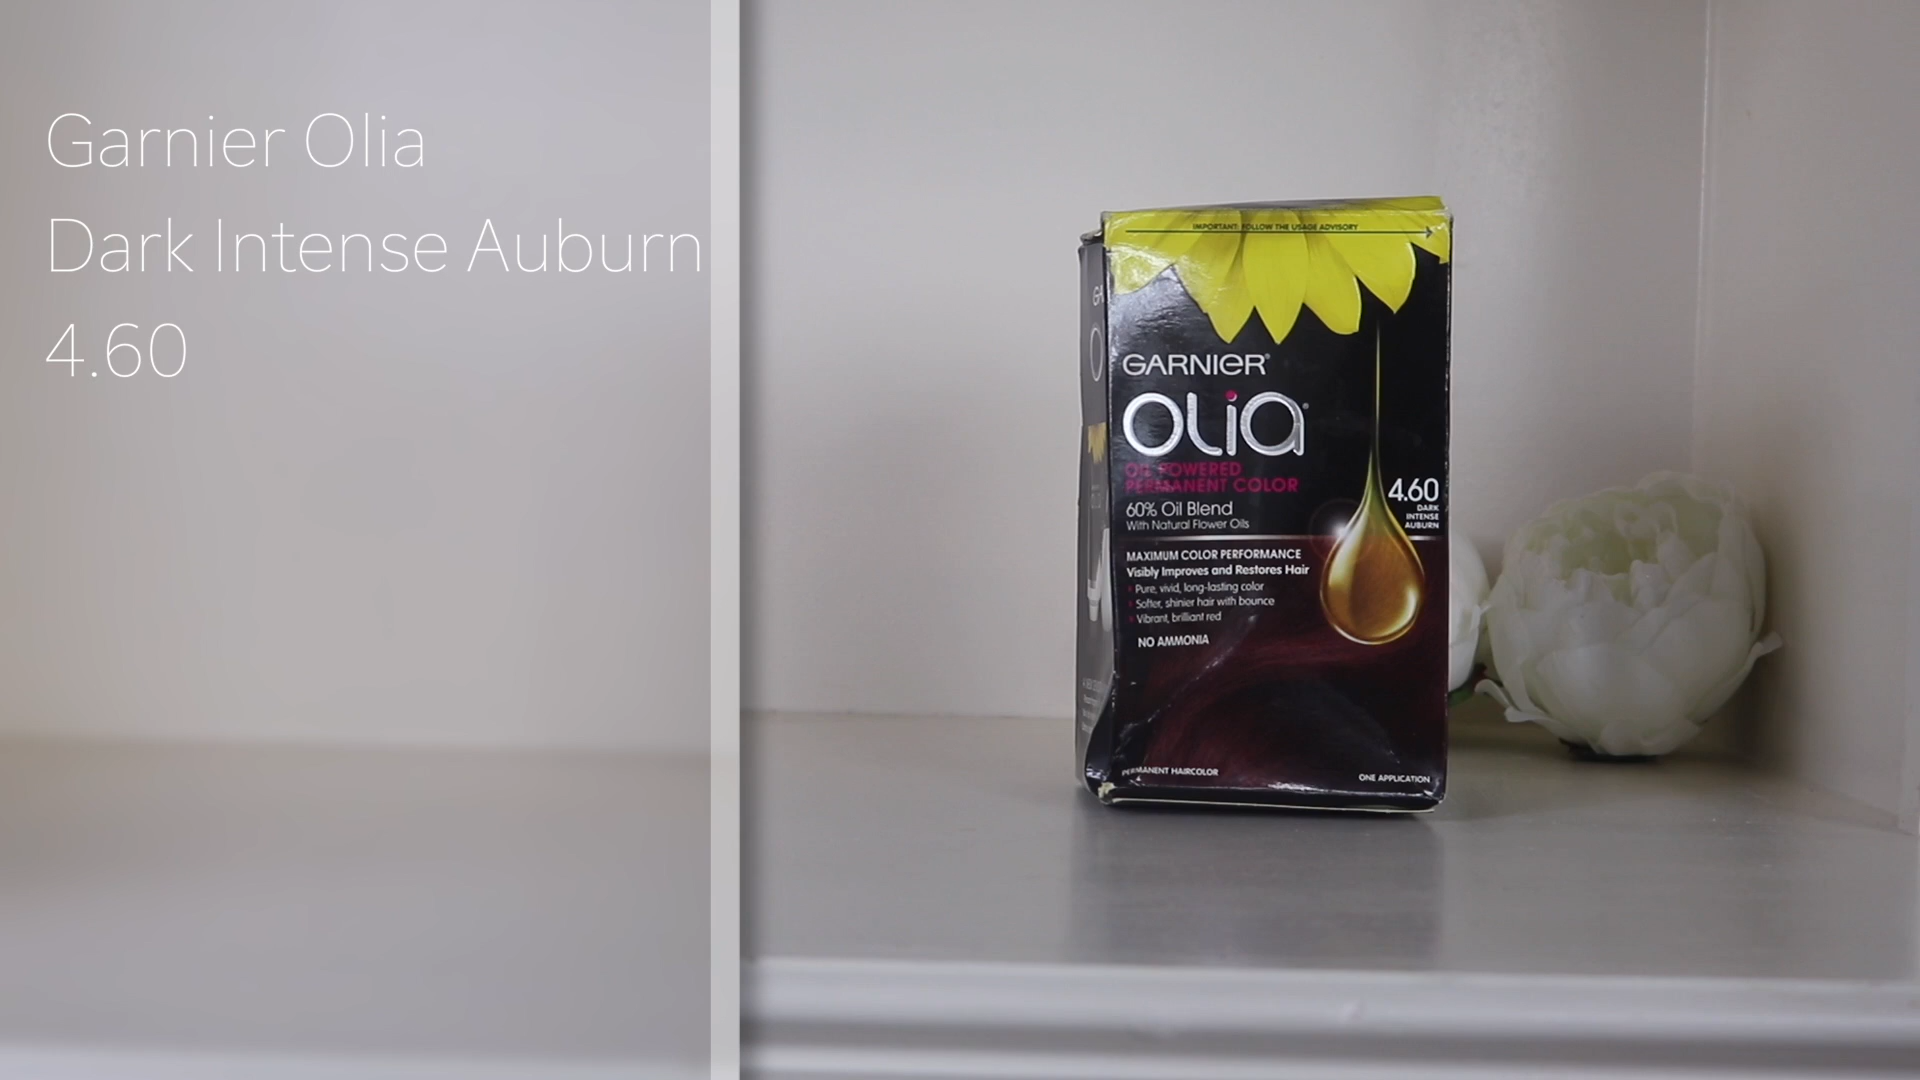 Garnier Olia
Dark Intense Auburn
4.60
IMPORTANT: FOLLOW THE USAGE ADVISORY
GARNIER®
OLIA®
OIL POWERED
PERMANENT COLOR
60% Oil Blend
With Natural Flower Oils
4.60
DARK
INTENSE
AUBURN
MAXIMUM COLOR PERFORMANCE
Visibly Improves and Restores Hair
Pure, vivid, long-lasting color
Softer, shinier hair with bounce
Vibrant, brilliant red
NO AMMONIA
PERMANENT HAIRCOLOR
ONE APPLICATION